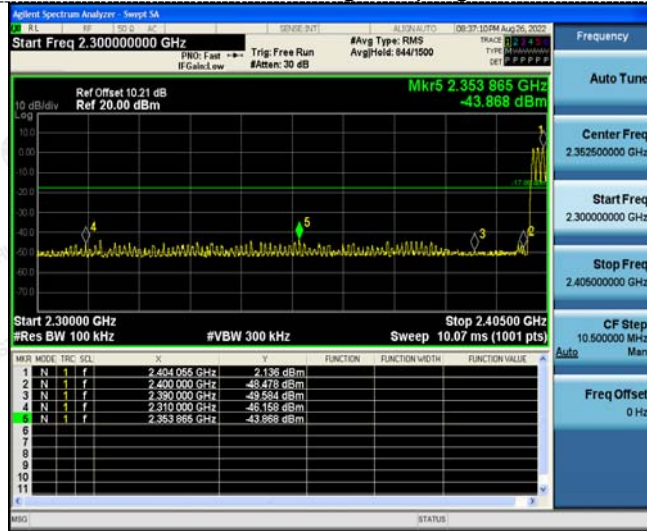 Agilent Spectrum Analyzer - Swept SA
RL RF 50 Ω AC SENSE:INT ALIGN AUTO 08:37:10 PM Aug 26, 2022
Start Freq 2.300000000 GHz
PNO: Fast
IFGain:Low
Trig: Free Run
#Atten: 30 dB
#Avg Type: RMS
Avg|Hold: 844/1500
TRACE 1 2 3 4 5 6
TYPE M
DET P P P P P P
Frequency
Auto Tune
Center Freq
2.352500000 GHz
Start Freq
2.300000000 GHz
Stop Freq
2.405000000 GHz
CF Step
10.500000 MHz
Auto Man
Freq Offset
0 Hz
Ref Offset 10.21 dB
Ref 20.00 dBm
10 dB/div
Log
Mkr5 2.353 865 GHz
-43.868 dBm
10.0
0.00
-10.0
-20.0
-30.0
-40.0
-50.0
-60.0
-70.0
1
2
3
4
5
Start 2.30000 GHz
#Res BW 100 kHz
#VBW 300 kHz
Stop 2.40500 GHz
Sweep 10.07 ms (1001 pts)
MKR MODE TRC SCL X Y FUNCTION FUNCTION WIDTH FUNCTION VALUE
1 N 1 f 2.404 055 GHz 2.136 dBm
2 N 1 f 2.400 000 GHz -48.478 dBm
3 N 1 f 2.390 000 GHz -49.584 dBm
4 N 1 f 2.310 000 GHz -46.158 dBm
5 N 1 f 2.353 865 GHz -43.868 dBm
6
7
8
9
10
11
MSG STATUS